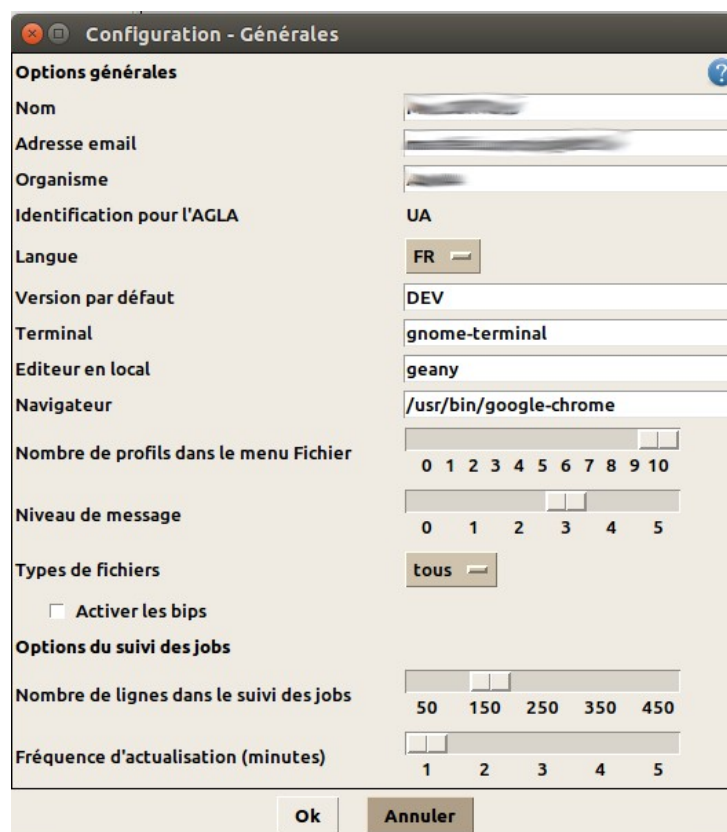 Configuration - Générales
Options générales
?
Nom
Adresse email
Organisme
Identification pour l'AGLA UA
Langue FR
Version par défaut DEV
Terminal gnome-terminal
Editeur en local geany
Navigateur /usr/bin/google-chrome
Nombre de profils dans le menu Fichier
0 1 2 3 4 5 6 7 8 9 10
Niveau de message
0 1 2 3 4 5
Types de fichiers tous
Activer les bips
Options du suivi des jobs
Nombre de lignes dans le suivi des jobs
50 150 250 350 450
Fréquence d'actualisation (minutes)
1 2 3 4 5
Ok Annuler